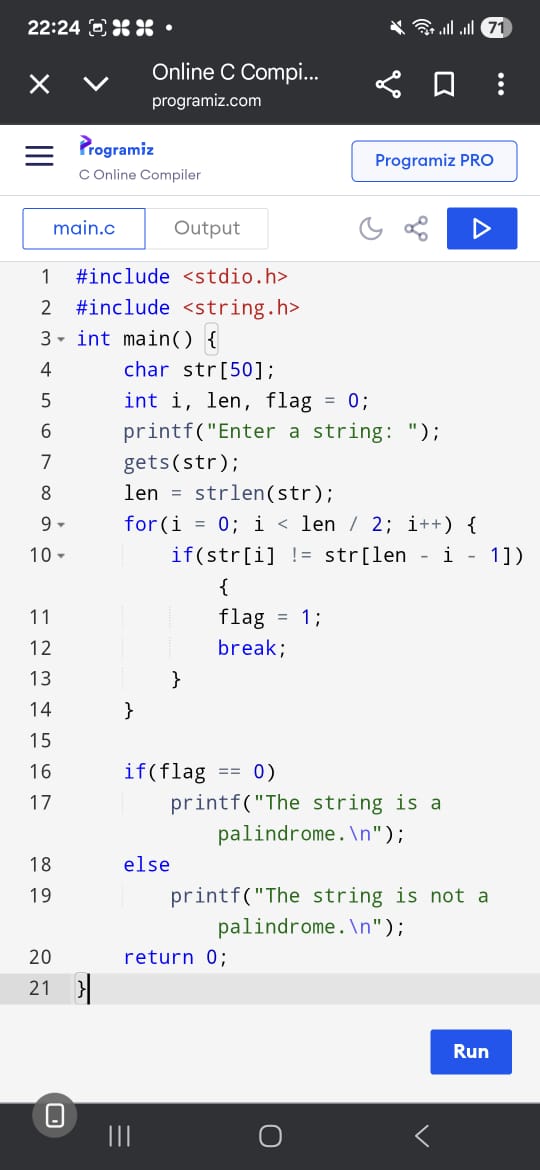 22:24
71
Online C Compi...
programiz.com
Programiz
C Online Compiler
Programiz PRO
main.c
Output
1 #include <stdio.h>
2 #include <string.h>
3 int main() {
4 char str[50];
5 int i, len, flag = 0;
6 printf("Enter a string: ");
7 gets(str);
8 len = strlen(str);
9 for(i = 0; i < len / 2; i++) {
10 if(str[i] != str[len - i - 1])
{
11 flag = 1;
12 break;
13 }
14 }
15
16 if(flag == 0)
17 printf("The string is a
palindrome.\n");
18 else
19 printf("The string is not a
palindrome.\n");
20 return 0;
21 }
Run